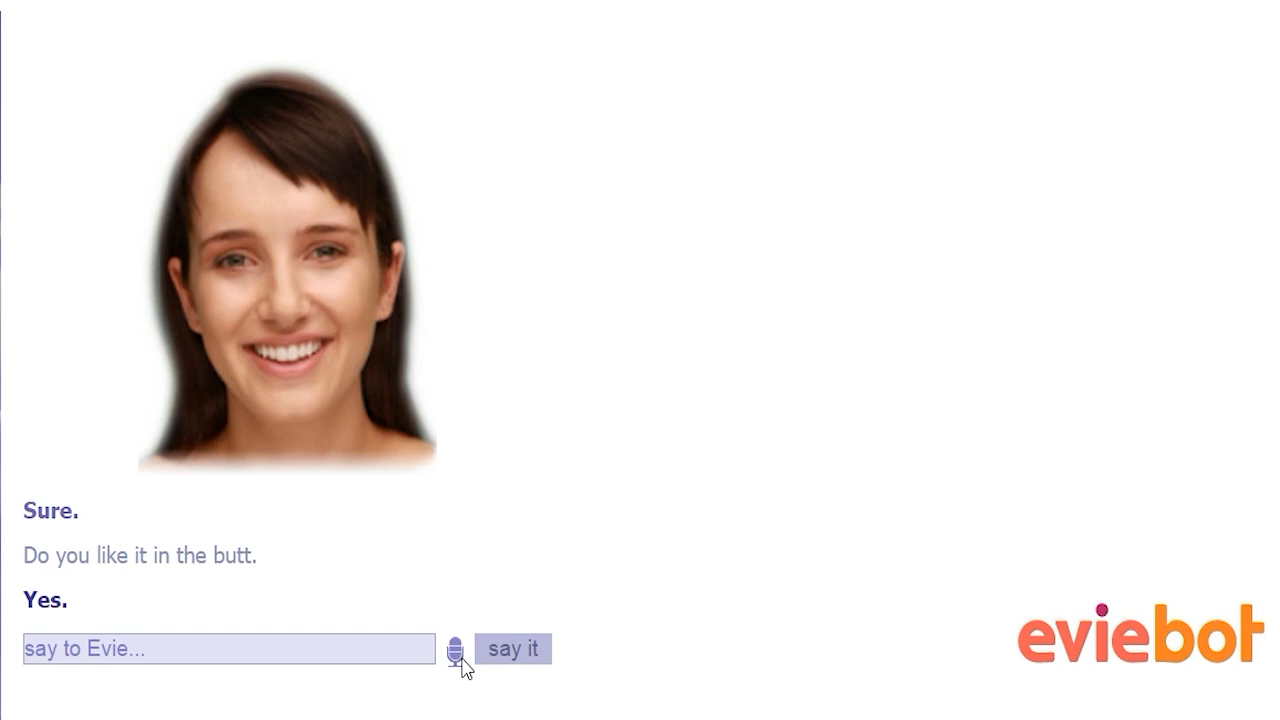 Sure.
Do you like it in the butt.
Yes.
say to Evie...
say it
eviebot